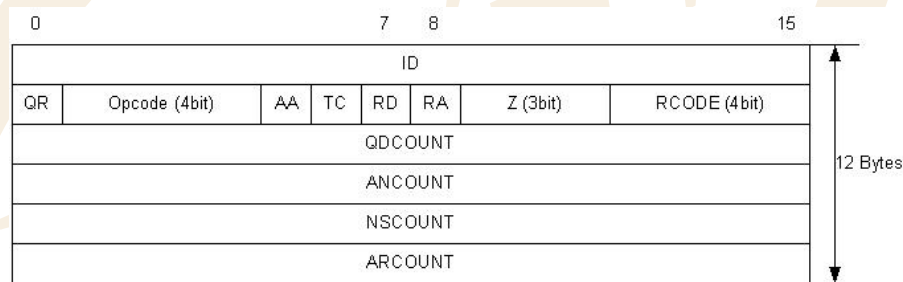 0 7 8 15
ID
QR Opcode (4bit) AA TC RD RA Z (3bit) RCODE (4bit)
QDCOUNT
12 Bytes
ANCOUNT
NSCOUNT
ARCOUNT